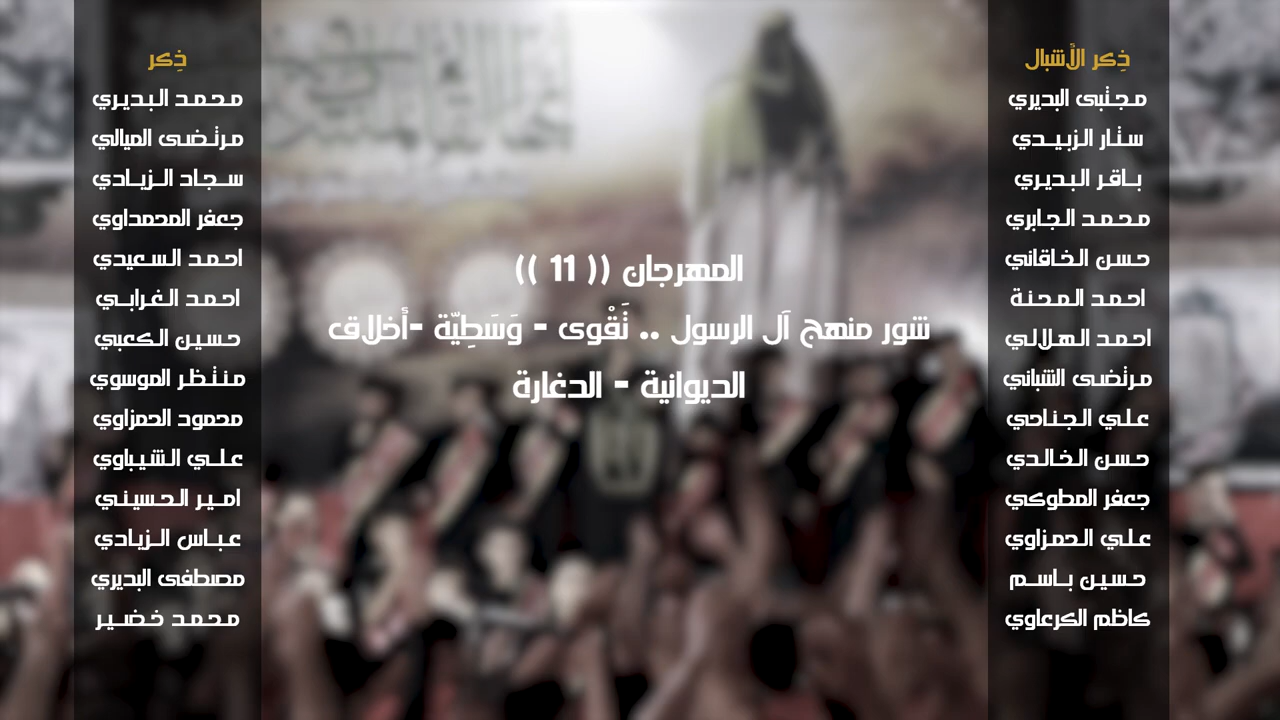 ذِكر الأشبال
مجتبى البديري
ستار الزبيدي
باقر البديري
محمد الجابري
حسن الخاقاني
احمد المحنة
احمد الهلالي
مرتضى الشباني
علي الجناحي
حسن الخالدي
جعفر المطوكي
علي الحمزاوي
حسين باسم
كاظم الكرعاوي
المهرجان (( 11 ))
شور منهج آل الرسول .. تَقْوى - وَسَطِيّة -أخلاق
الديوانية - الدغارة
ذِكر
محمد البديري
مرتضى الميالي
سجاد الزيادي
جعفر المحمداوي
احمد السعيدي
احمد الغرابي
حسين الكعبي
منتظر الموسوي
محمود الحمزاوي
علي الشيباوي
امير الحسيني
عباس الزيادي
مصطفى البديري
محمد خضير